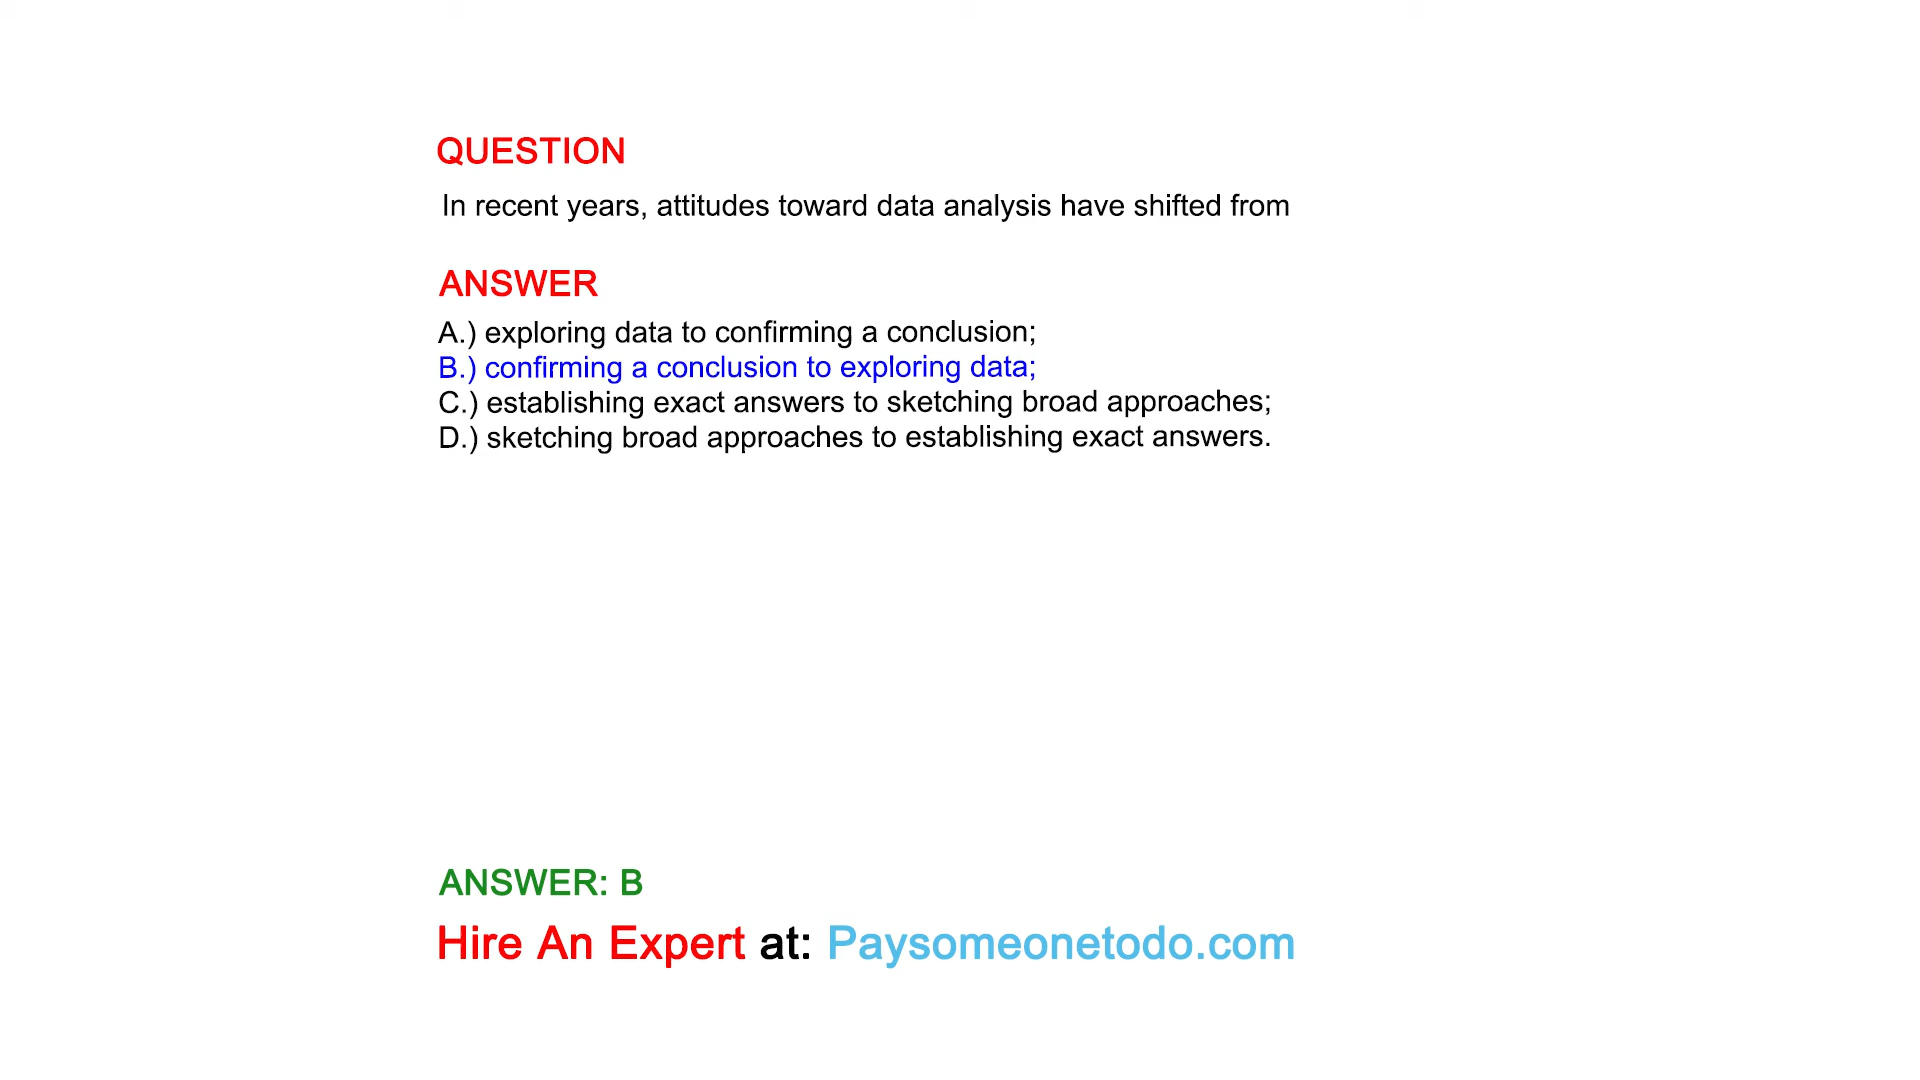 QUESTION
In recent years, attitudes toward data analysis have shifted from
ANSWER
A.) exploring data to confirming a conclusion;
B.) confirming a conclusion to exploring data;
C.) establishing exact answers to sketching broad approaches;
D.) sketching broad approaches to establishing exact answers.
ANSWER: B
Hire An Expert at: Paysomeonetodo.com